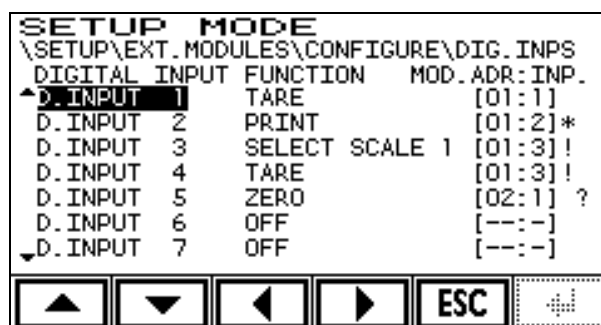 SETUP MODE
\SETUP\EXT.MODULES\CONFIGURE\DIG.INPS
DIGITAL INPUT FUNCTION MOD.ADR:INP.
D.INPUT 1 TARE [01:1]
D.INPUT 2 PRINT [01:2]*
D.INPUT 3 SELECT SCALE 1 [01:3]!
D.INPUT 4 TARE [01:3]!
D.INPUT 5 ZERO [02:1] ?
D.INPUT 6 OFF [--:-]
D.INPUT 7 OFF [--:-]
ESC